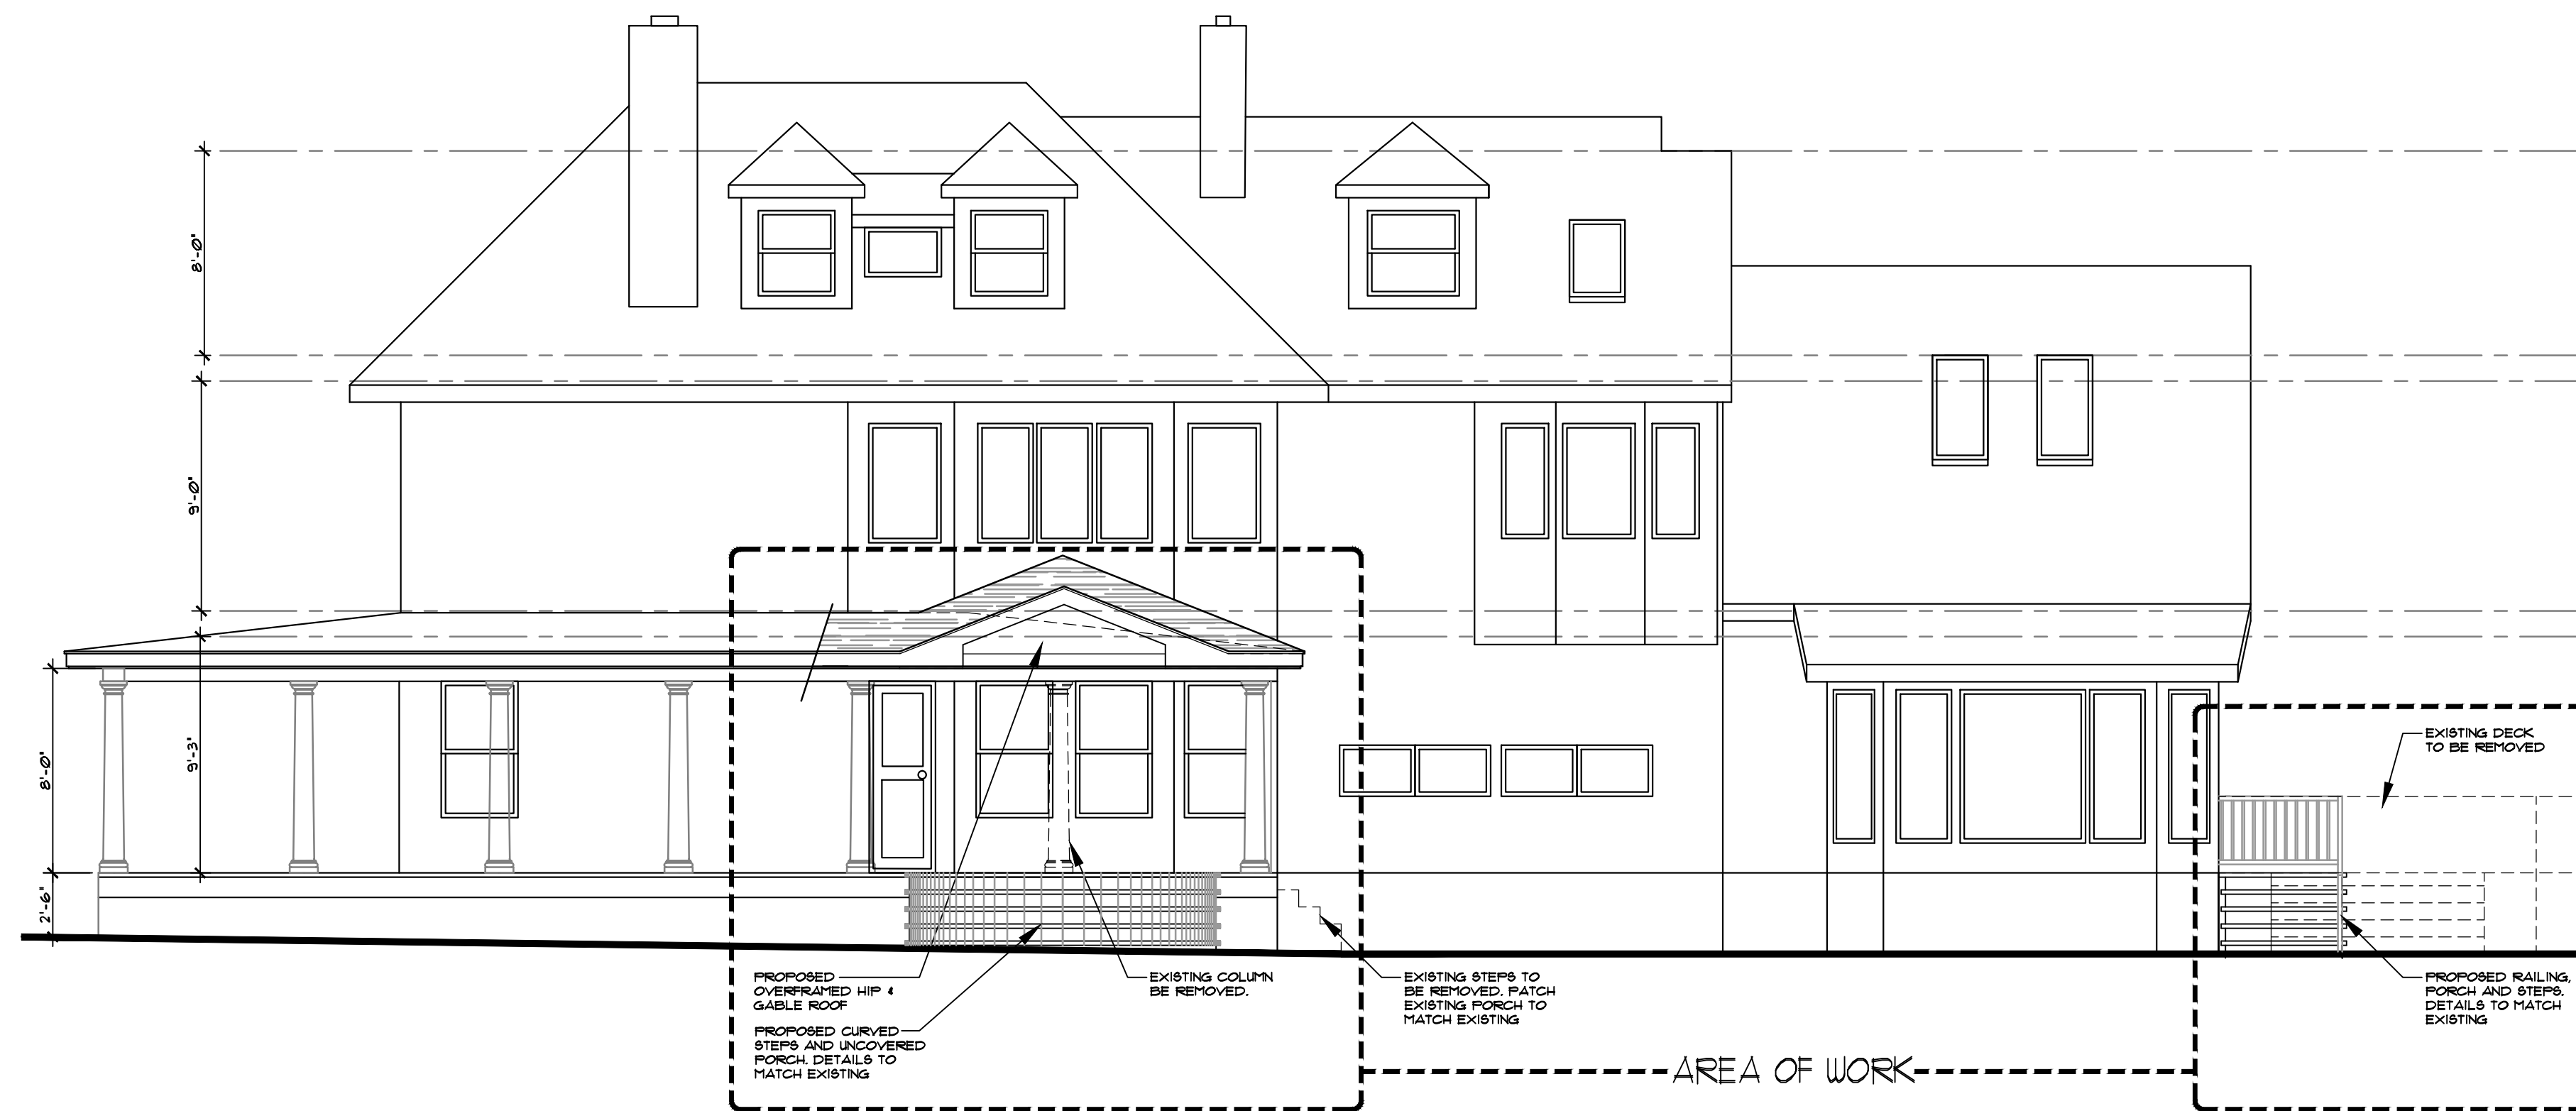 8'-0"
9'-0"
9'-3"
8'-0"
2'-6"
EXISTING DECK
TO BE REMOVED
PROPOSED
OVERFRAMED HIP &
GABLE ROOF
PROPOSED CURVED
STEPS AND UNCOVERED
PORCH. DETAILS TO
MATCH EXISTING
EXISTING COLUMN
BE REMOVED.
EXISTING STEPS TO
BE REMOVED. PATCH
EXISTING PORCH TO
MATCH EXISTING
PROPOSED RAILING,
PORCH AND STEPS.
DETAILS TO MATCH
EXISTING
AREA OF WORK